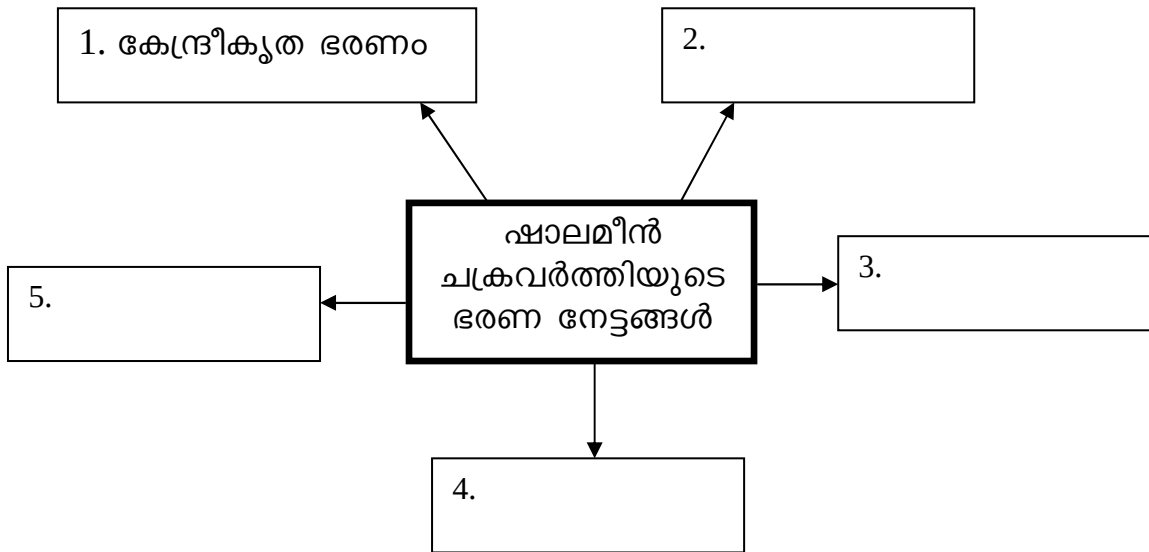 1. കേന്ദ്രീകൃത ഭരണം
2.
ഷാലമീൻ
ചക്രവർത്തിയുടെ
ഭരണ നേട്ടങ്ങൾ
3.
5.
4.